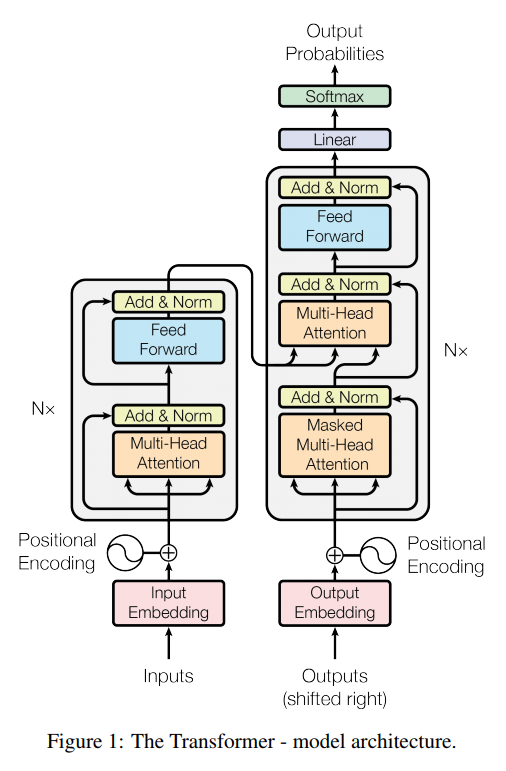 Output
Probabilities
Softmax
Linear
Add & Norm
Feed
Forward
Add & Norm
Multi-Head
Attention
Add & Norm
Masked
Multi-Head
Attention
Nx
Add & Norm
Feed
Forward
Nx
Add & Norm
Multi-Head
Attention
Positional
Encoding
Positional
Encoding
Input
Embedding
Output
Embedding
Inputs
Outputs
(shifted right)
Figure 1: The Transformer - model architecture.